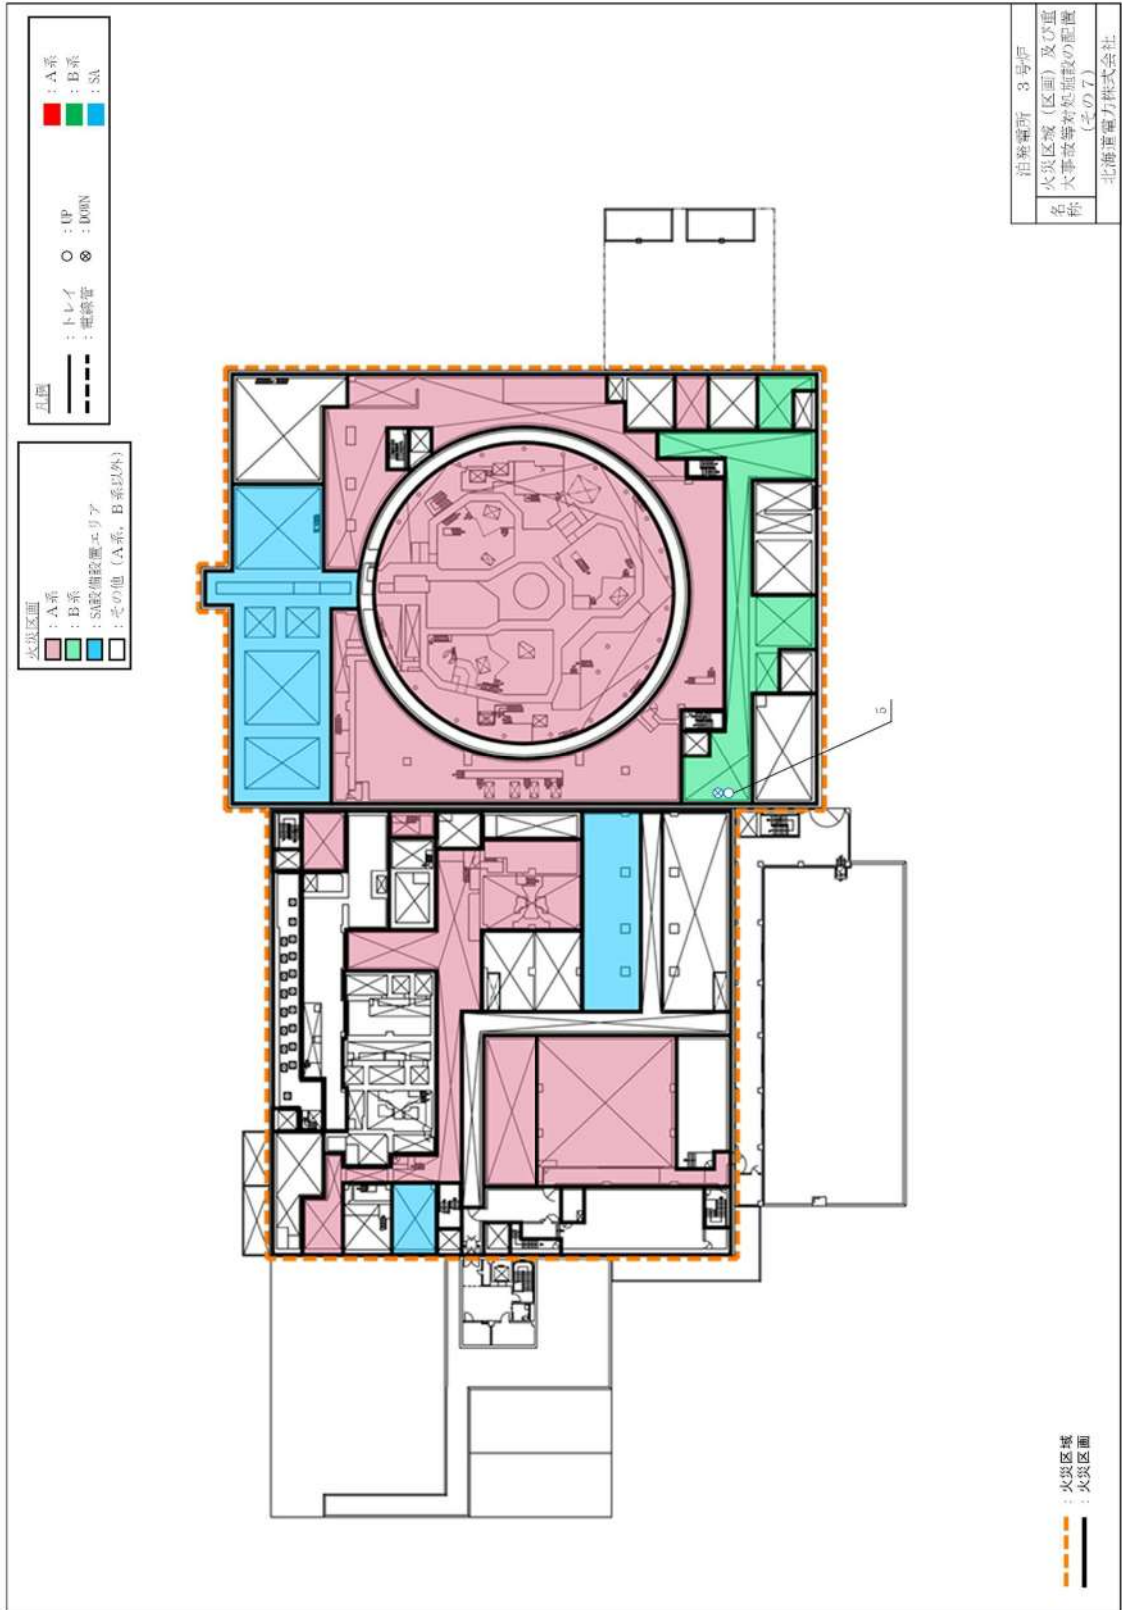 凡例
：トレイ
：電線管
：UP
：DOWN
：A系
：B系
：SA
火災区画
：A系
：B系
：SA設備設置エリア
：その他（A系，B系以外）
5
：火災区域
：火災区画
泊発電所　3号炉
名称
火災区域（区画）及び重
大事故等対処施設の配置
（その7）
北海道電力株式会社